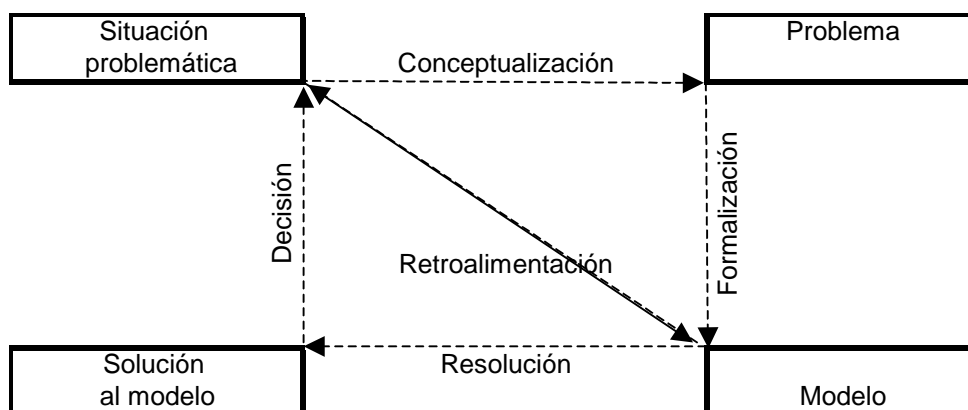 Situación
problemática
Conceptualización
Problema
Decisión
Retroalimentación
Formalización
Solución
al modelo
Resolución
Modelo